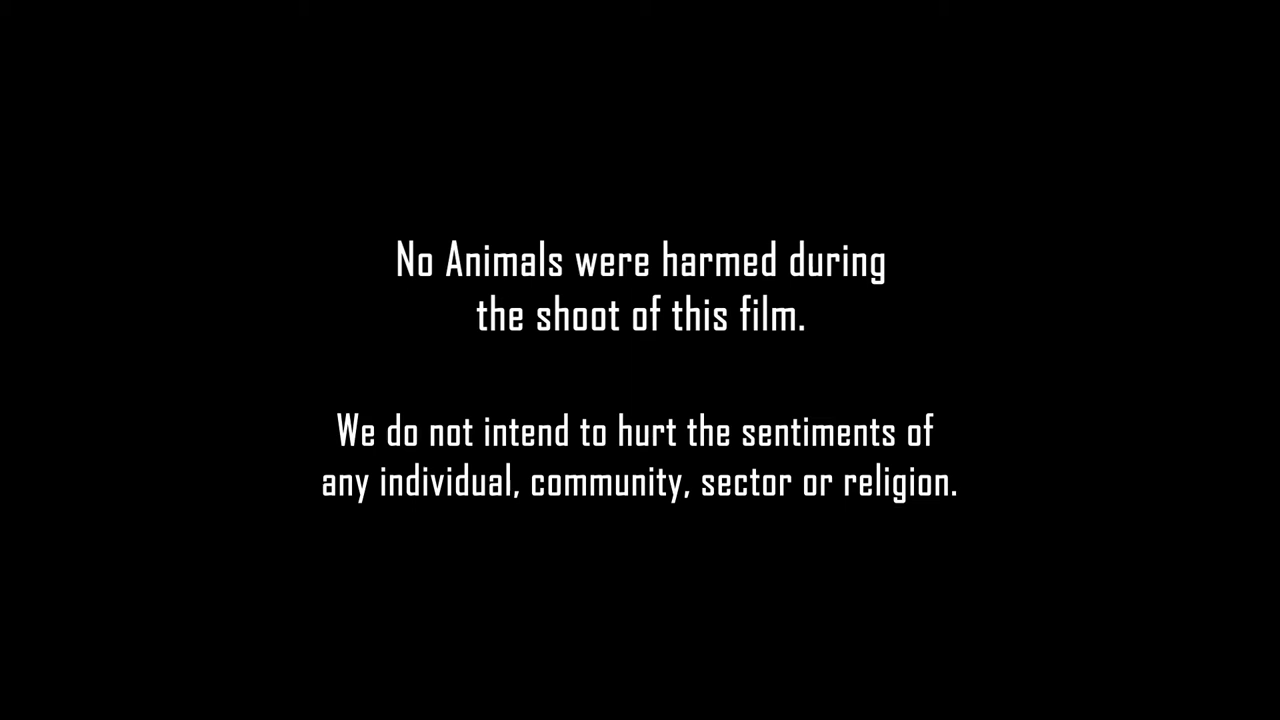 No Animals were harmed during
the shoot of this film.
We do not intend to hurt the sentiments of
any individual, community, sector or religion.